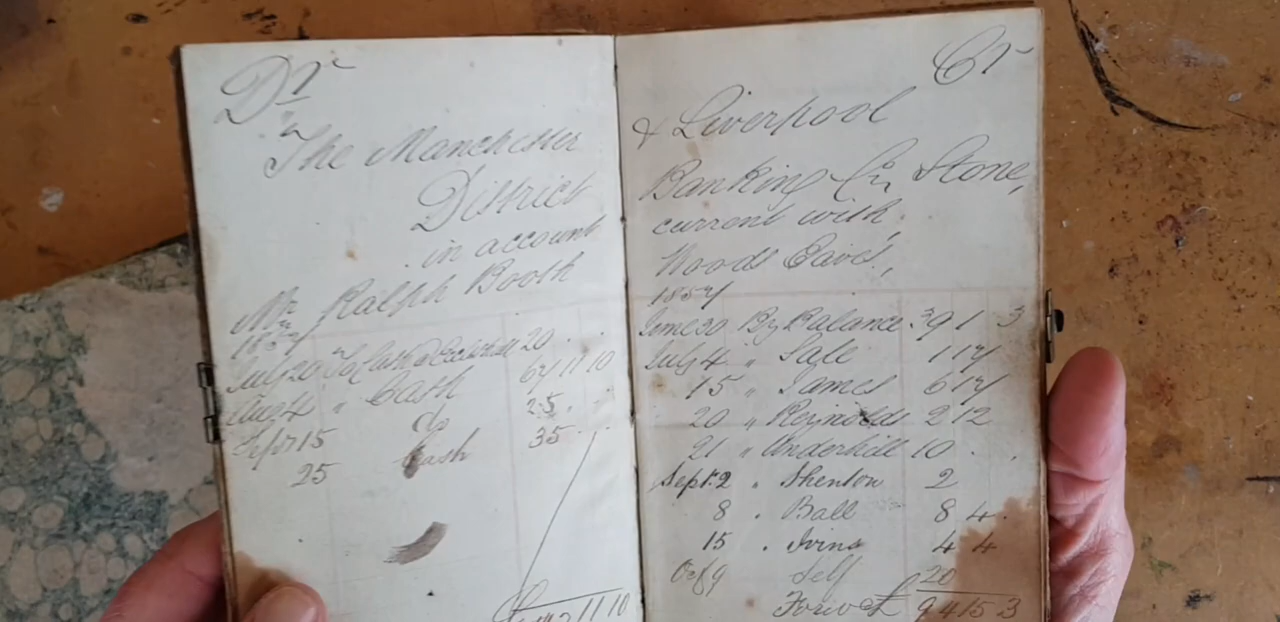 Dr
The Manchester
District
in account
Mr Ralph Booth
1857
July 20 To Cash 20
Aug 4 " Cash 67 11 10
Septr 15 do 25
25 Cash 35
11 10
Cr
& Liverpool
Banking Co Stone,
current with
Woods Eaves,
1857
June 30 By Balance 39 1 3
July 4 " Sale 1 17
15 " James 6 17
20 " Reynolds 2 12
21 " Underhill 10
Sept. 2 " Shenton 2
8 " Ball 8 4
15 " 4 4
Oct 9 Self 20
Forwd £ 94 15 3